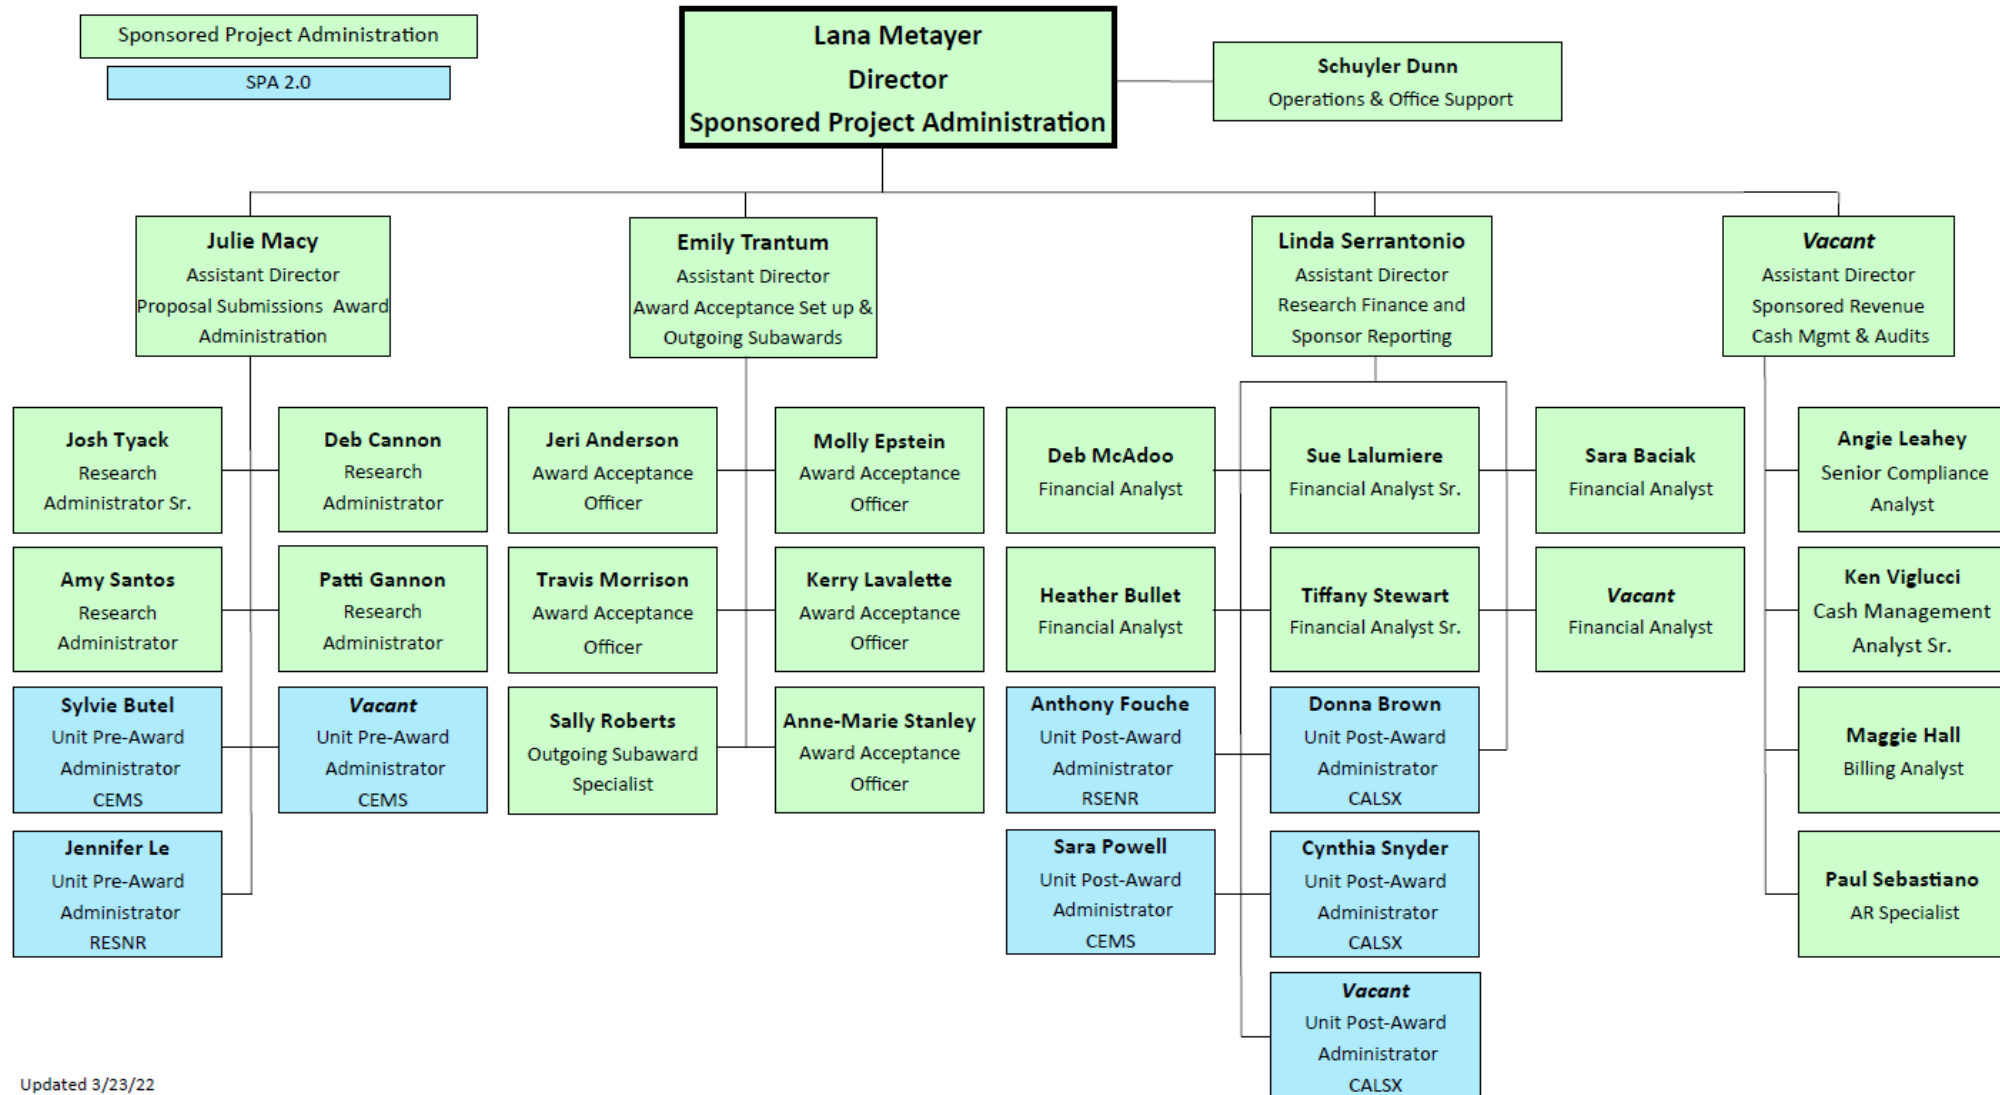 Sponsored Project Administration
SPA 2.0
Lana Metayer
Director
Sponsored Project Administration
Schuyler Dunn
Operations & Office Support
Julie Macy
Assistant Director
Proposal Submissions Award
Administration
Emily Trantum
Assistant Director
Award Acceptance Set up &
Outgoing Subawards
Linda Serrantonio
Assistant Director
Research Finance and
Sponsor Reporting
Vacant
Assistant Director
Sponsored Revenue
Cash Mgmt & Audits
Josh Tyack
Research
Administrator Sr.
Deb Cannon
Research
Administrator
Jeri Anderson
Award Acceptance
Officer
Molly Epstein
Award Acceptance
Officer
Deb McAdoo
Financial Analyst
Sue Lalumiere
Financial Analyst Sr.
Sara Baciak
Financial Analyst
Angie Leahey
Senior Compliance
Analyst
Amy Santos
Research
Administrator
Patti Gannon
Research
Administrator
Travis Morrison
Award Acceptance
Officer
Kerry Lavalette
Award Acceptance
Officer
Heather Bullet
Financial Analyst
Tiffany Stewart
Financial Analyst Sr.
Vacant
Financial Analyst
Ken Viglucci
Cash Management
Analyst Sr.
Sylvie Butel
Unit Pre-Award
Administrator
CEMS
Vacant
Unit Pre-Award
Administrator
CEMS
Sally Roberts
Outgoing Subaward
Specialist
Anne-Marie Stanley
Award Acceptance
Officer
Anthony Fouche
Unit Post-Award
Administrator
RSENR
Donna Brown
Unit Post-Award
Administrator
CALSX
Maggie Hall
Billing Analyst
Jennifer Le
Unit Pre-Award
Administrator
RESNR
Sara Powell
Unit Post-Award
Administrator
CEMS
Cynthia Snyder
Unit Post-Award
Administrator
CALSX
Paul Sebastiano
AR Specialist
Vacant
Unit Post-Award
Administrator
CALSX
Updated 3/23/22